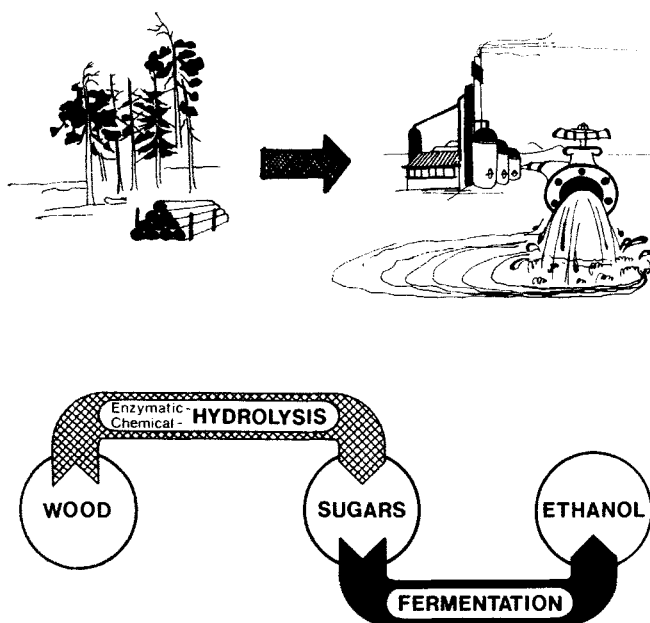 Enzymatic-
Chemical- HYDROLYSIS
WOOD
SUGARS
ETHANOL
FERMENTATION